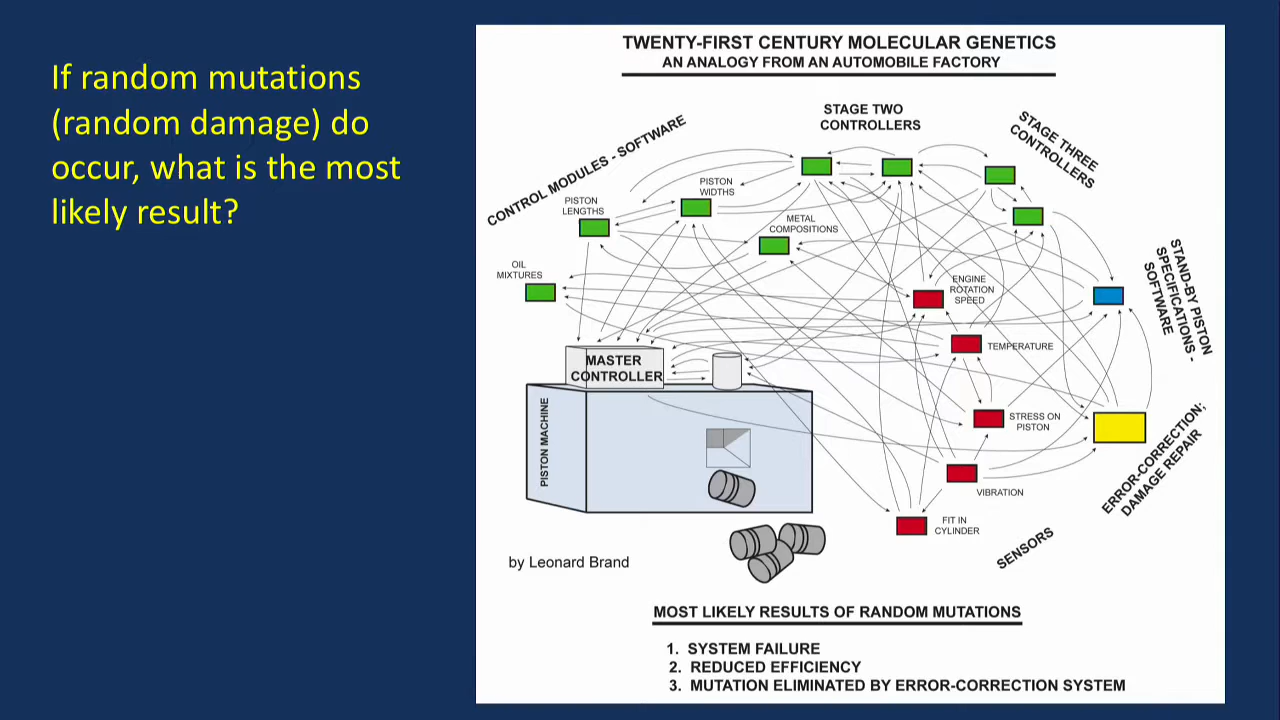 If random mutations
(random damage) do
occur, what is the most
likely result?
TWENTY-FIRST CENTURY MOLECULAR GENETICS
AN ANALOGY FROM AN AUTOMOBILE FACTORY
CONTROL MODULES - SOFTWARE
STAGE TWO
CONTROLLERS
STAGE THREE
CONTROLLERS
PISTON
WIDTHS
PISTON
LENGTHS
METAL
COMPOSITIONS
OIL
MIXTURES
ENGINE
ROTATION
SPEED
STAND-BY PISTON
SPECIFICATIONS -
SOFTWARE
TEMPERATURE
MASTER
CONTROLLER
PISTON MACHINE
STRESS ON
PISTON
ERROR-CORRECTION;
DAMAGE REPAIR
VIBRATION
FIT IN
CYLINDER
SENSORS
by Leonard Brand
MOST LIKELY RESULTS OF RANDOM MUTATIONS
1. SYSTEM FAILURE
2. REDUCED EFFICIENCY
3. MUTATION ELIMINATED BY ERROR-CORRECTION SYSTEM